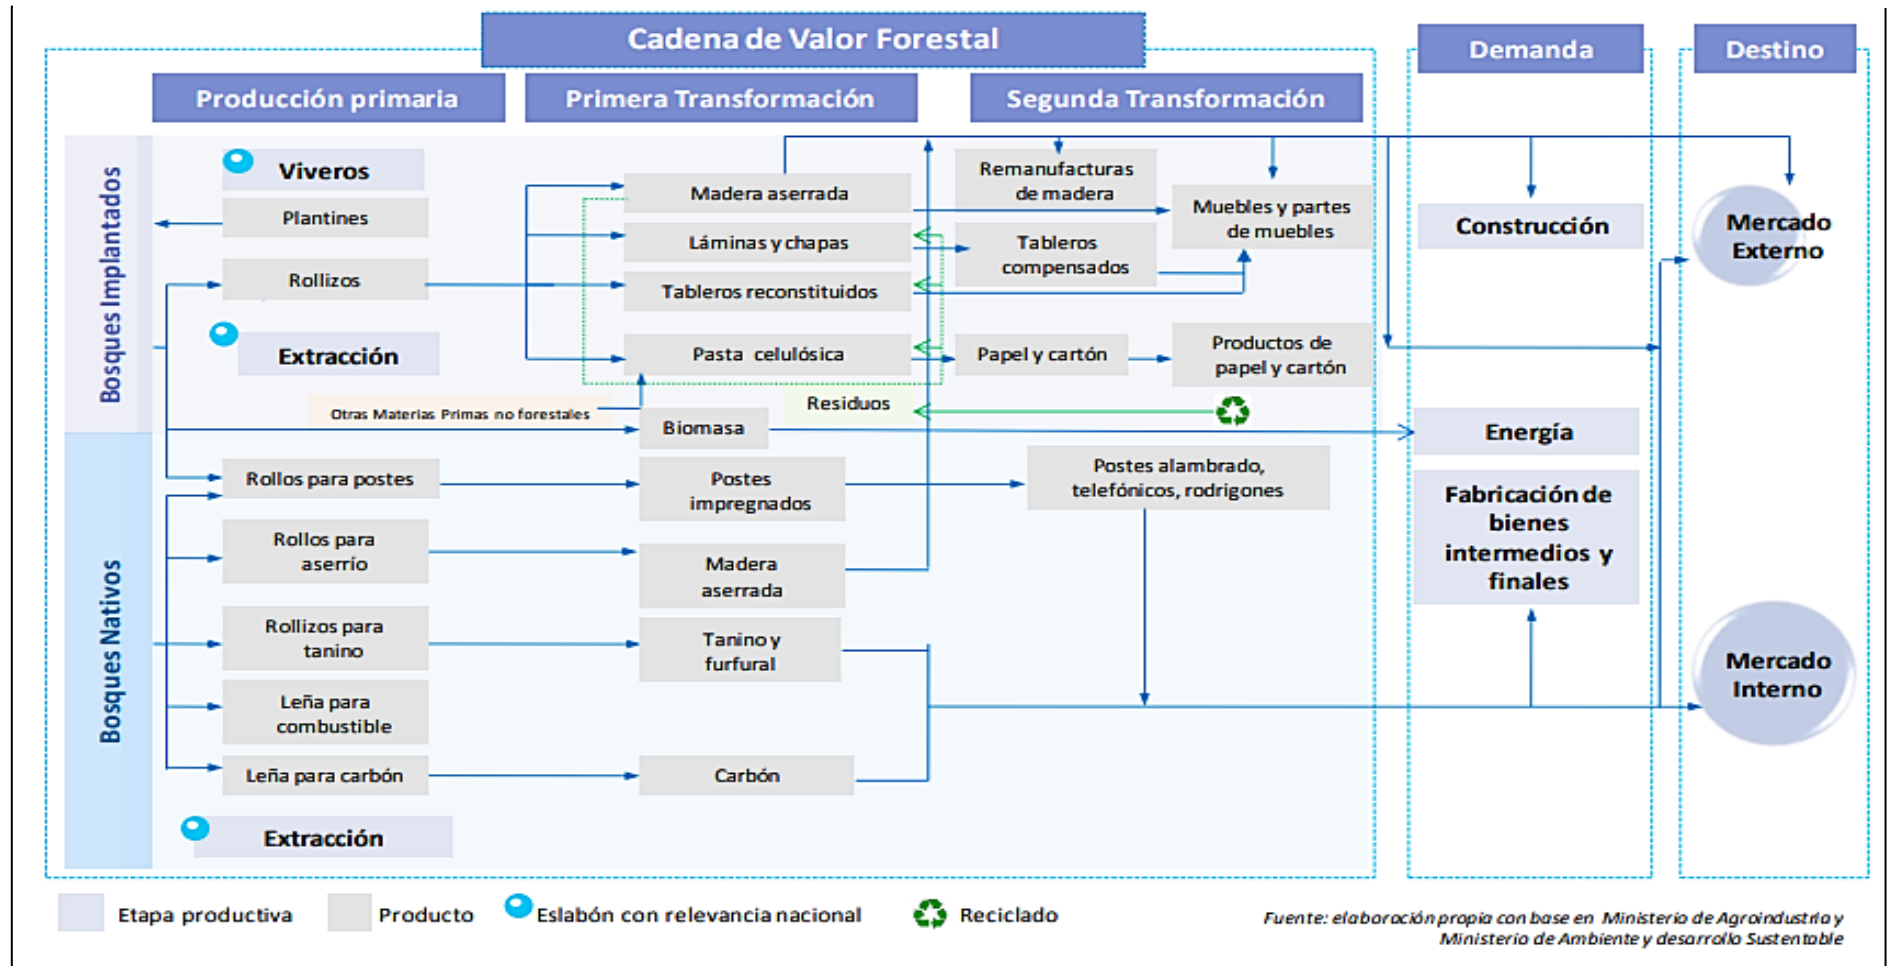 Cadena de Valor Forestal
Demanda
Destino
Producción primaria
Primera Transformación
Segunda Transformación
Bosques Implantados
Viveros
Plantines
Rollizos
Extracción
Otras Materias Primas no forestales
Madera aserrada
Láminas y chapas
Tableros reconstituidos
Pasta celulósica
Residuos
Biomasa
Remanufacturas
de madera
Tableros
compensados
Muebles y partes
de muebles
Papel y cartón
Productos de
papel y cartón
Construcción
Energía
Fabricación de
bienes
intermedios y
finales
Mercado
Externo
Mercado
Interno
Bosques Nativos
Rollos para postes
Rollos para
aserrío
Rollizos para
tanino
Leña para
combustible
Leña para carbón
Extracción
Postes
impregnados
Madera
aserrada
Tanino y
furfural
Carbón
Postes alambrado,
telefónicos, rodrigones
Etapa productiva
Producto
Eslabón con relevancia nacional
Reciclado
Fuente: elaboración propia con base en Ministerio de Agroindustria y
Ministerio de Ambiente y desarrollo Sustentable